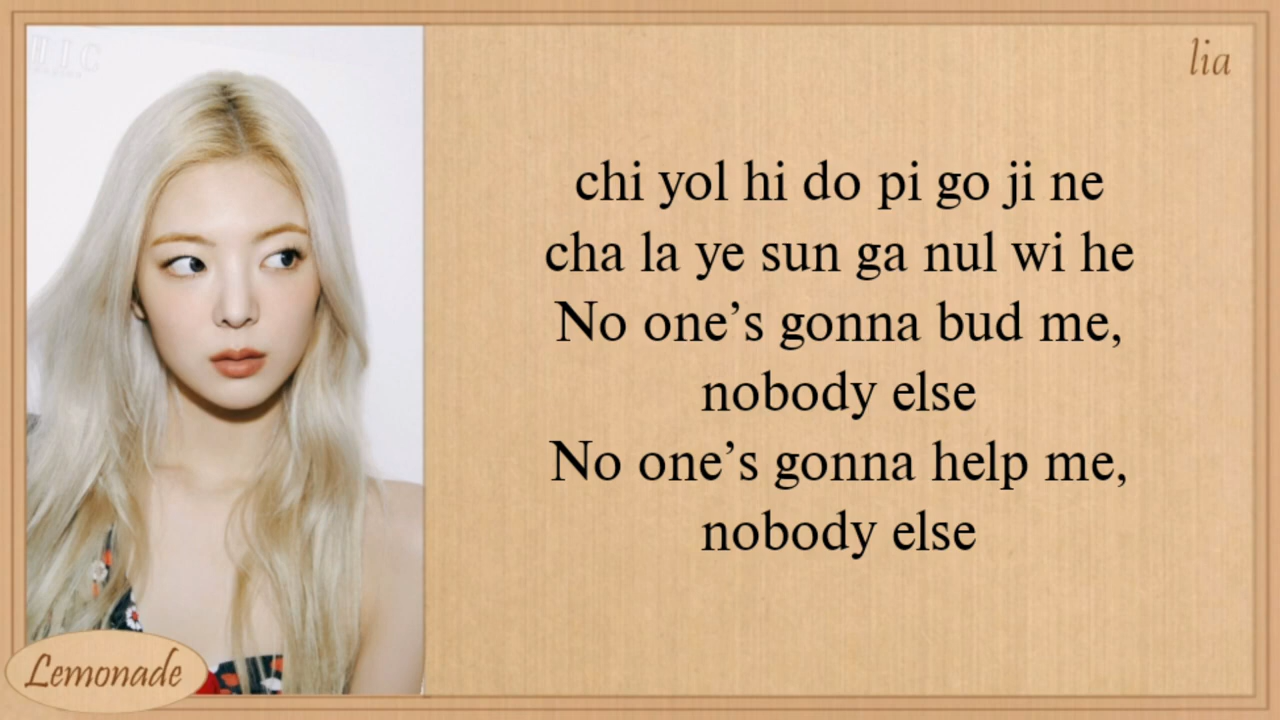 HIC
lia
chi yol hi do pi go ji ne
cha la ye sun ga nul wi he
No one’s gonna bud me,
nobody else
No one’s gonna help me,
nobody else
Lemonade